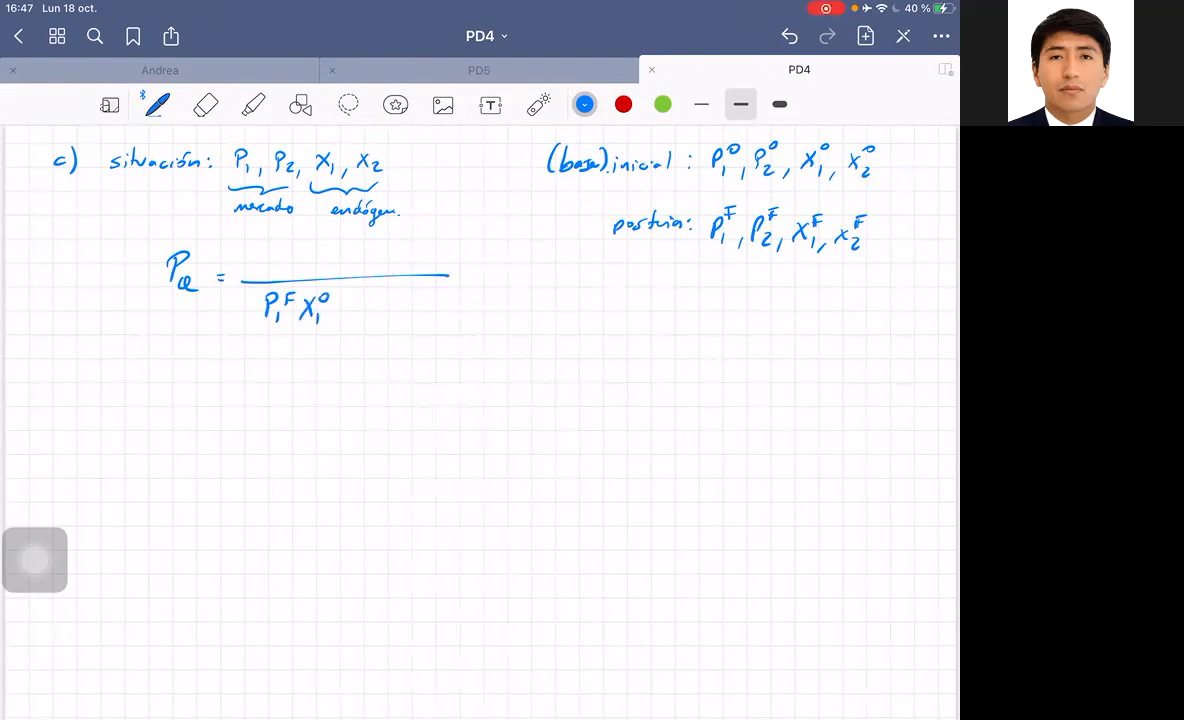 16:47 Lun 18 oct. 40 %
PD4
Andrea PD5 PD4
c) situación: P₁, P₂, X₁, X₂
mercado endógen.
(base) inicial : P₁⁰, P₂⁰, X₁⁰, X₂⁰
posteria: P₁ᶠ, P₂ᶠ, X₁ᶠ, X₂ᶠ
=
P₁ᶠ X₁⁰